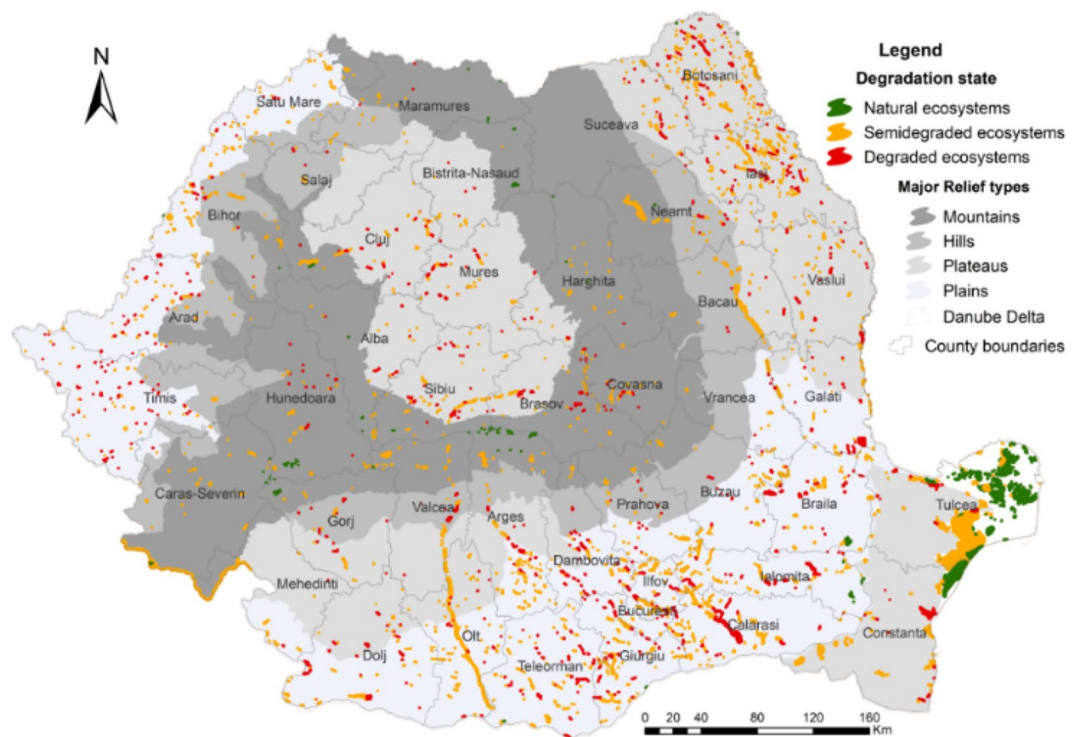 N
Legend
Degradation state
Natural ecosystems
Semidegraded ecosystems
Degraded ecosystems
Major Relief types
Mountains
Hills
Plateaus
Plains
Danube Delta
County boundaries
Satu Mare
Maramures
Botosani
Suceava
Iasi
Salaj
Bistrita-Nasaud
Bihor
Neamt
Cluj
Mures
Harghita
Vaslui
Bacau
Arad
Alba
Timis
Hunedoara
Sibiu
Brasov
Covasna
Vrancea
Galati
Caras-Severin
Gorj
Valcea
Arges
Prahova
Buzau
Braila
Tulcea
Mehedinti
Dambovita
Ilfov
Ialomita
Bucuresti
Calarasi
Constanta
Dolj
Olt
Teleorman
Giurgiu
0 20 40 80 120 160
Km